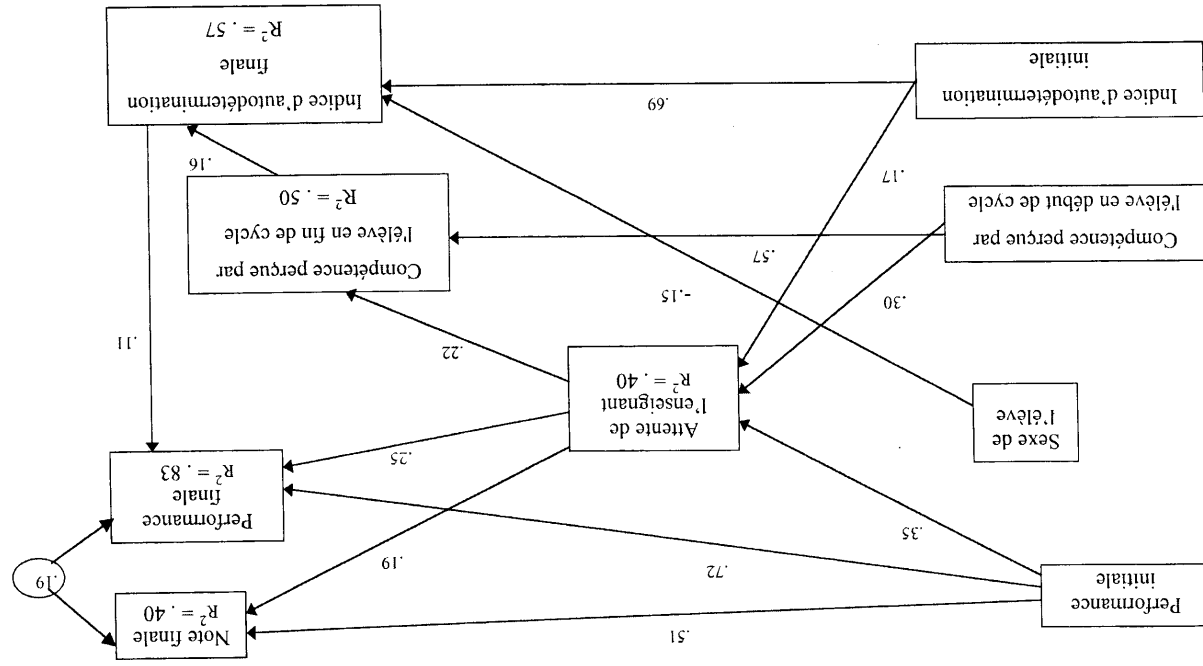 Performance
initiale
.51
Note finale
R² = . 40
.61
.72
.35
.19
Performance
finale
R² = . 83
.25
Sexe de
l'élève
Attente de
l'enseignant
R² = . 40
.22
.11
.30
-.15
Compétence perçue par
l'élève en début de cycle
.57
Compétence perçue par
l'élève en fin de cycle
R² = . 50
.17
.16
Indice d'autodétermination
initiale
.69
Indice d'autodétermination
finale
R² = . 57